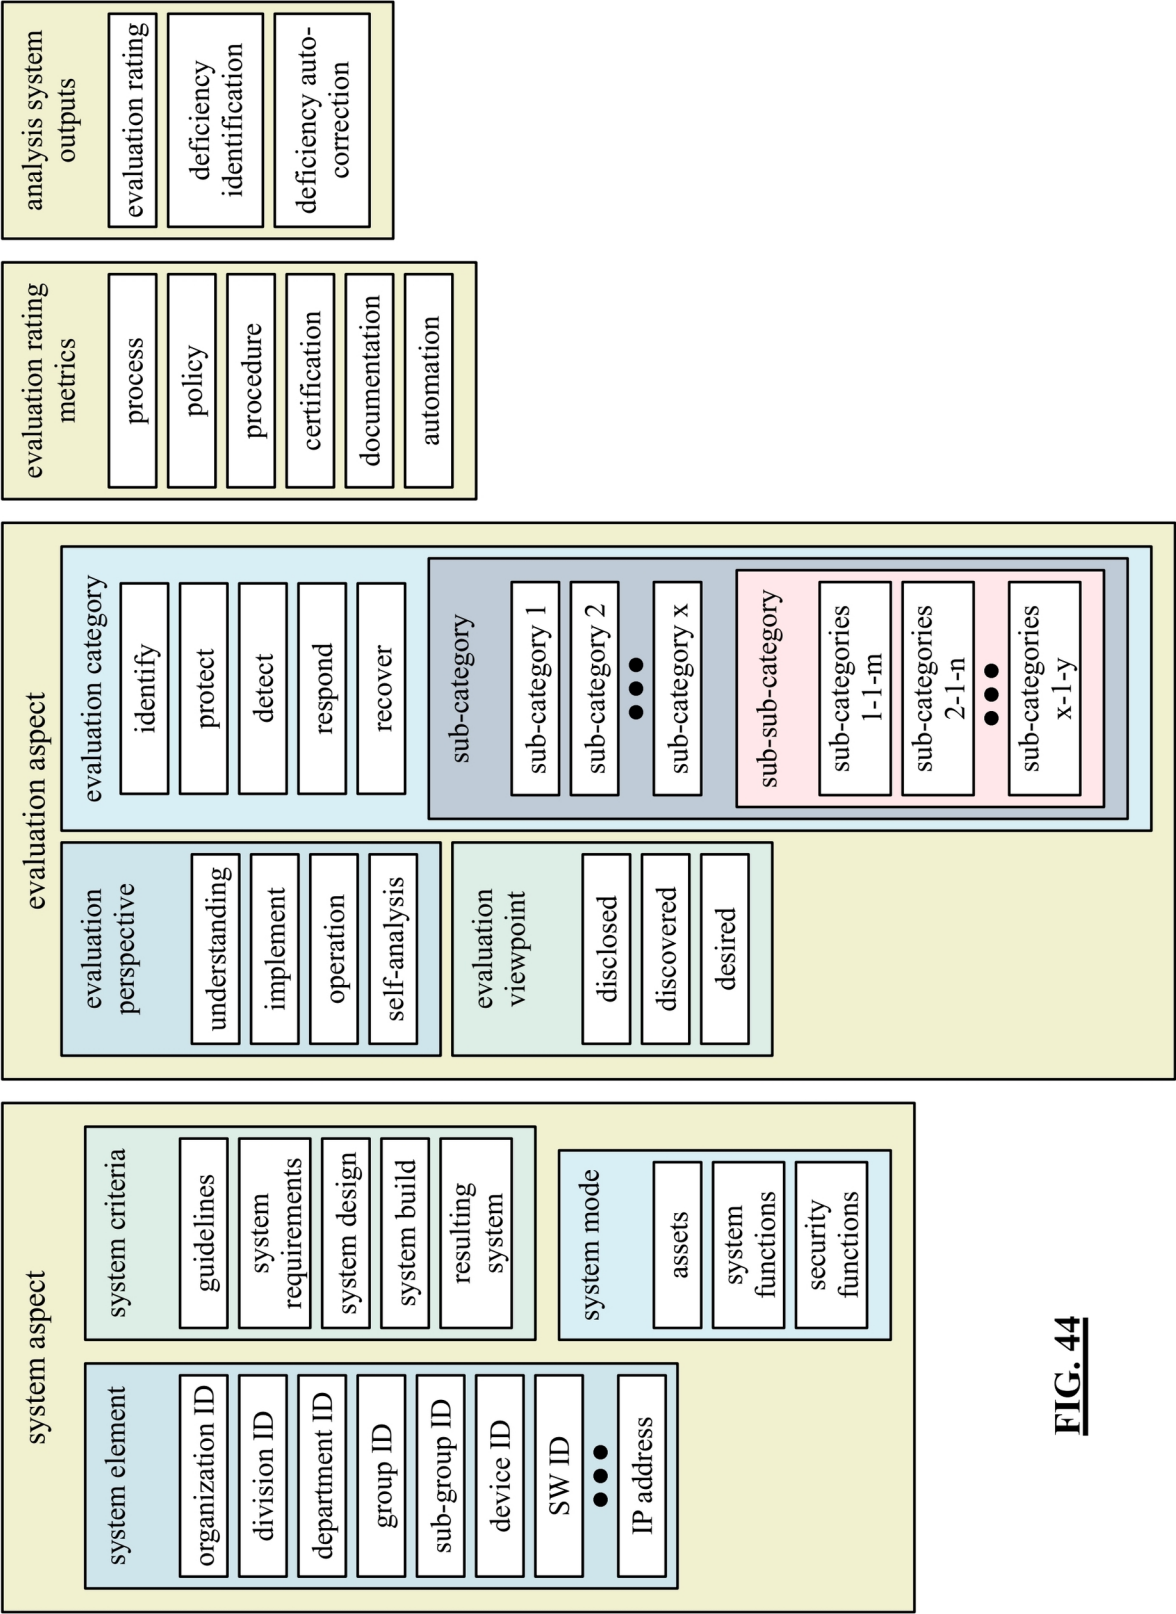 system aspect
system element
organization ID
division ID
department ID
group ID
sub-group ID
device ID
SW ID
IP address
system criteria
guidelines
system
requirements
system design
system build
resulting
system
system mode
assets
system
functions
security
functions
evaluation aspect
evaluation
perspective
understanding
implement
operation
self-analysis
evaluation
viewpoint
disclosed
discovered
desired
evaluation category
identify
protect
detect
respond
recover
sub-category
sub-category 1
sub-category 2
sub-category x
sub-sub-category
sub-categories
1-1-m
sub-categories
2-1-n
sub-categories
x-1-y
evaluation rating
metrics
process
policy
procedure
certification
documentation
automation
analysis system
outputs
evaluation rating
deficiency
identification
deficiency auto-
correction
FIG. 44